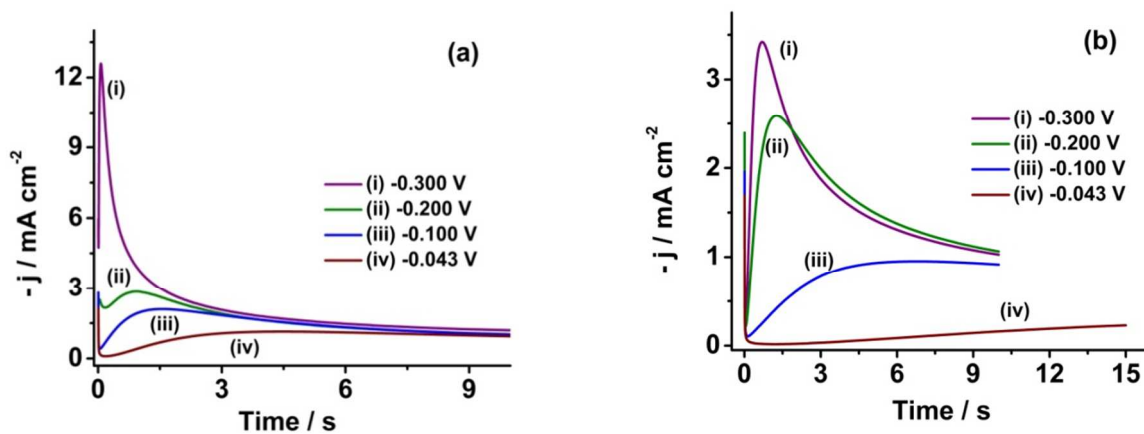 (a)
- j / mA cm⁻²
12
9
6
3
0
(i)
(ii)
(iii)
(iv)
(i) -0.300 V
(ii) -0.200 V
(iii) -0.100 V
(iv) -0.043 V
0 3 6 9
Time / s
(b)
- j / mA cm⁻²
3
2
1
0
(i)
(ii)
(iii)
(iv)
(i) -0.300 V
(ii) -0.200 V
(iii) -0.100 V
(iv) -0.043 V
0 3 6 9 12 15
Time / s